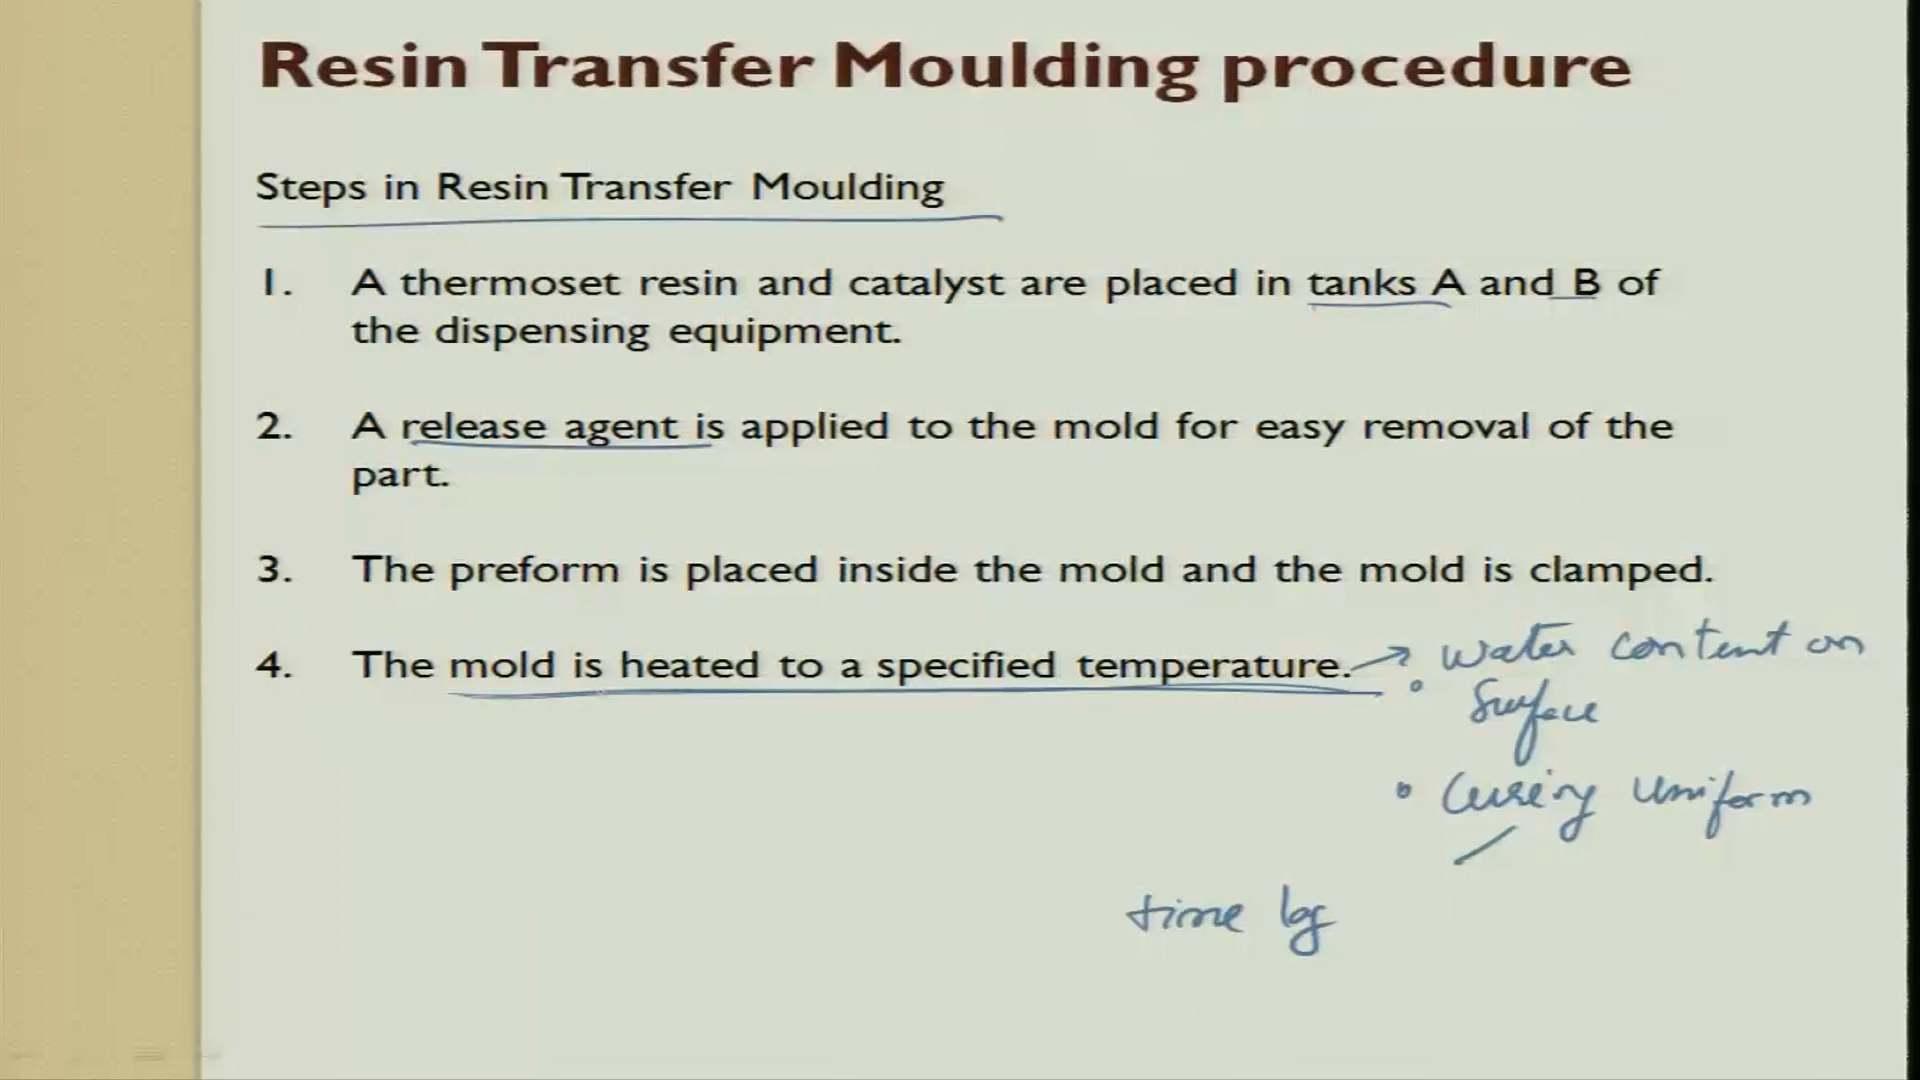 Resin Transfer Moulding procedure
Steps in Resin Transfer Moulding
1. A thermoset resin and catalyst are placed in tanks A and B of
the dispensing equipment.
2. A release agent is applied to the mold for easy removal of the
part.
3. The preform is placed inside the mold and the mold is clamped.
4. The mold is heated to a specified temperature. → Water content on
• Surface
• Curing Uniform
time lag